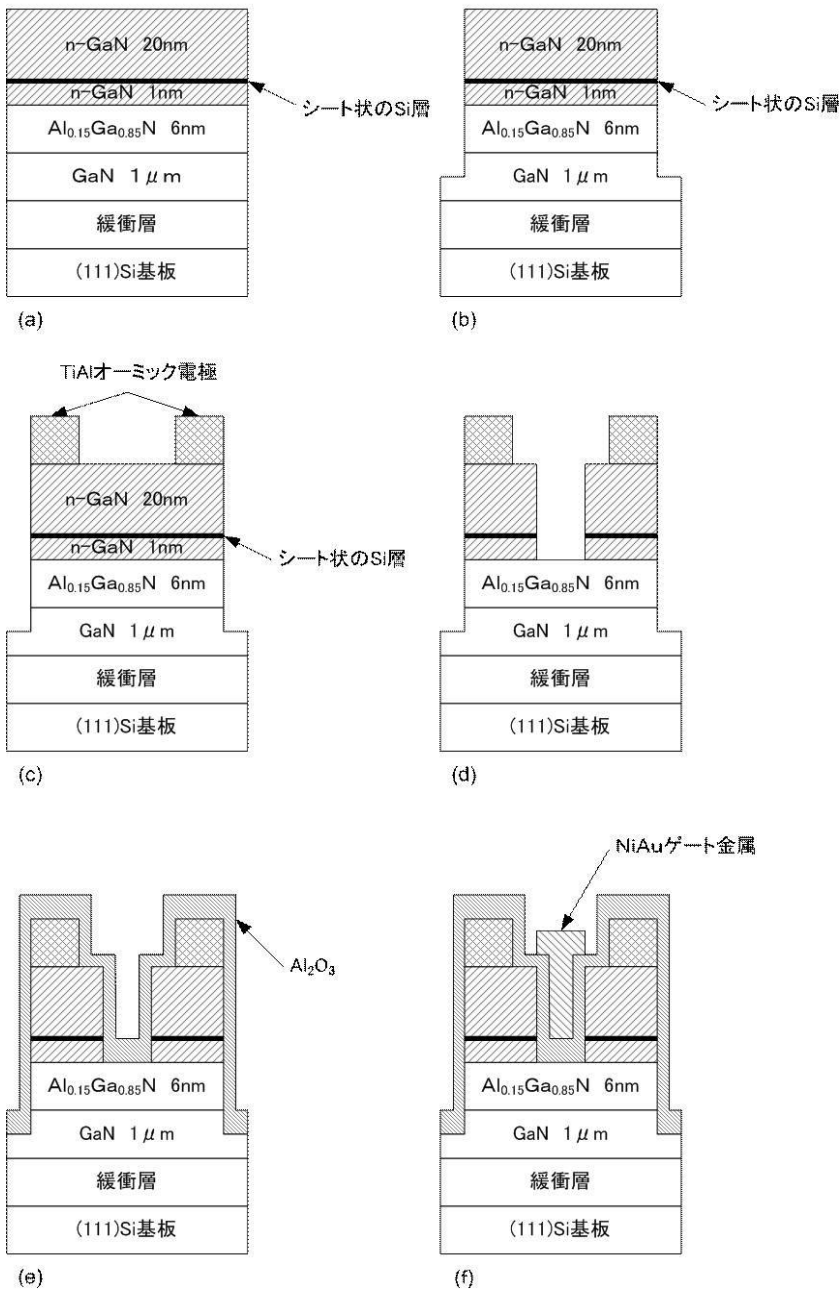 n-GaN 20nm
n-GaN 1nm
シート状のSi層
Al0.15Ga0.85N 6nm
GaN 1μm
緩衝層
(111)Si基板
(a)
n-GaN 20nm
n-GaN 1nm
シート状のSi層
Al0.15Ga0.85N 6nm
GaN 1μm
緩衝層
(111)Si基板
(b)
TiAlオーミック電極
n-GaN 20nm
n-GaN 1nm
シート状のSi層
Al0.15Ga0.85N 6nm
GaN 1μm
緩衝層
(111)Si基板
(c)
Al0.15Ga0.85N 6nm
GaN 1μm
緩衝層
(111)Si基板
(d)
Al2O3
Al0.15Ga0.85N 6nm
GaN 1μm
緩衝層
(111)Si基板
(e)
NiAuゲート金属
Al0.15Ga0.85N 6nm
GaN 1μm
緩衝層
(111)Si基板
(f)